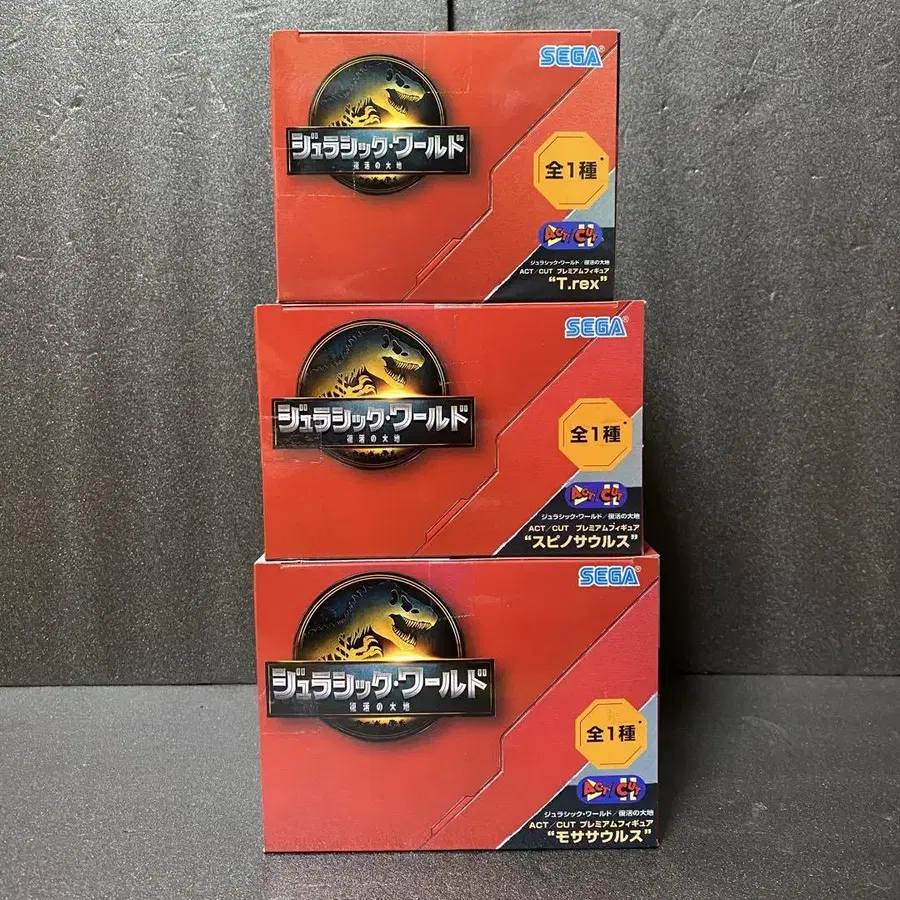 SEGA®
ジュラシック・ワールド
復活の大地
全1種*
ACT/CUT
ジュラシック・ワールド/復活の大地
ACT/CUT プレミアムフィギュア
“T.rex”
SEGA®
ジュラシック・ワールド
復活の大地
全1種*
ACT/CUT
ジュラシック・ワールド/復活の大地
ACT/CUT プレミアムフィギュア
“スピノサウルス”
SEGA®
ジュラシック・ワールド
復活の大地
全1種*
ACT/CUT
ジュラシック・ワールド/復活の大地
ACT/CUT プレミアムフィギュア
“モササウルス”